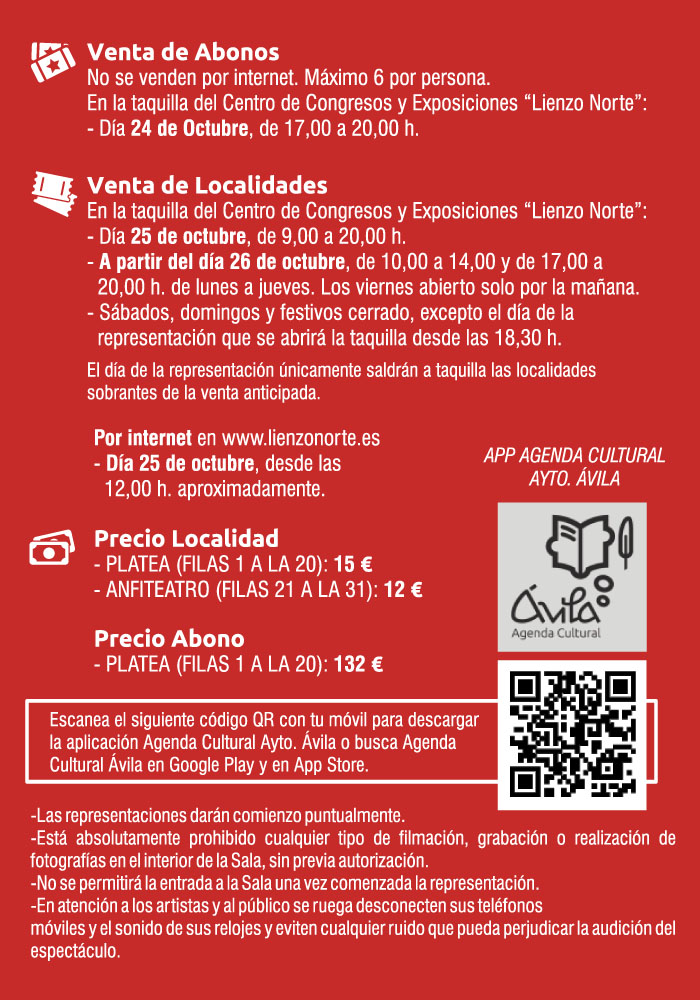 Venta de Abonos
No se venden por internet. Máximo 6 por persona.
En la taquilla del Centro de Congresos y Exposiciones “Lienzo Norte”:
- Día 24 de Octubre, de 17,00 a 20,00 h.
Venta de Localidades
En la taquilla del Centro de Congresos y Exposiciones “Lienzo Norte”:
- Día 25 de octubre, de 9,00 a 20,00 h.
- A partir del día 26 de octubre, de 10,00 a 14,00 y de 17,00 a
20,00 h. de lunes a jueves. Los viernes abierto solo por la mañana.
- Sábados, domingos y festivos cerrado, excepto el día de la
representación que se abrirá la taquilla desde las 18,30 h.
El día de la representación únicamente saldrán a taquilla las localidades
sobrantes de la venta anticipada.
Por internet en www.lienzonorte.es
- Día 25 de octubre, desde las
12,00 h. aproximadamente.
APP AGENDA CULTURAL
AYTO. ÁVILA
Ávila
Agenda Cultural
Precio Localidad
- PLATEA (FILAS 1 A LA 20): 15 €
- ANFITEATRO (FILAS 21 A LA 31): 12 €
Precio Abono
- PLATEA (FILAS 1 A LA 20): 132 €
Escanea el siguiente código QR con tu móvil para descargar
la aplicación Agenda Cultural Ayto. Ávila o busca Agenda
Cultural Ávila en Google Play y en App Store.
-Las representaciones darán comienzo puntualmente.
-Está absolutamente prohibido cualquier tipo de filmación, grabación o realización de
fotografías en el interior de la Sala, sin previa autorización.
-No se permitirá la entrada a la Sala una vez comenzada la representación.
-En atención a los artistas y al público se ruega desconecten sus teléfonos
móviles y el sonido de sus relojes y eviten cualquier ruido que pueda perjudicar la audición del
espectáculo.